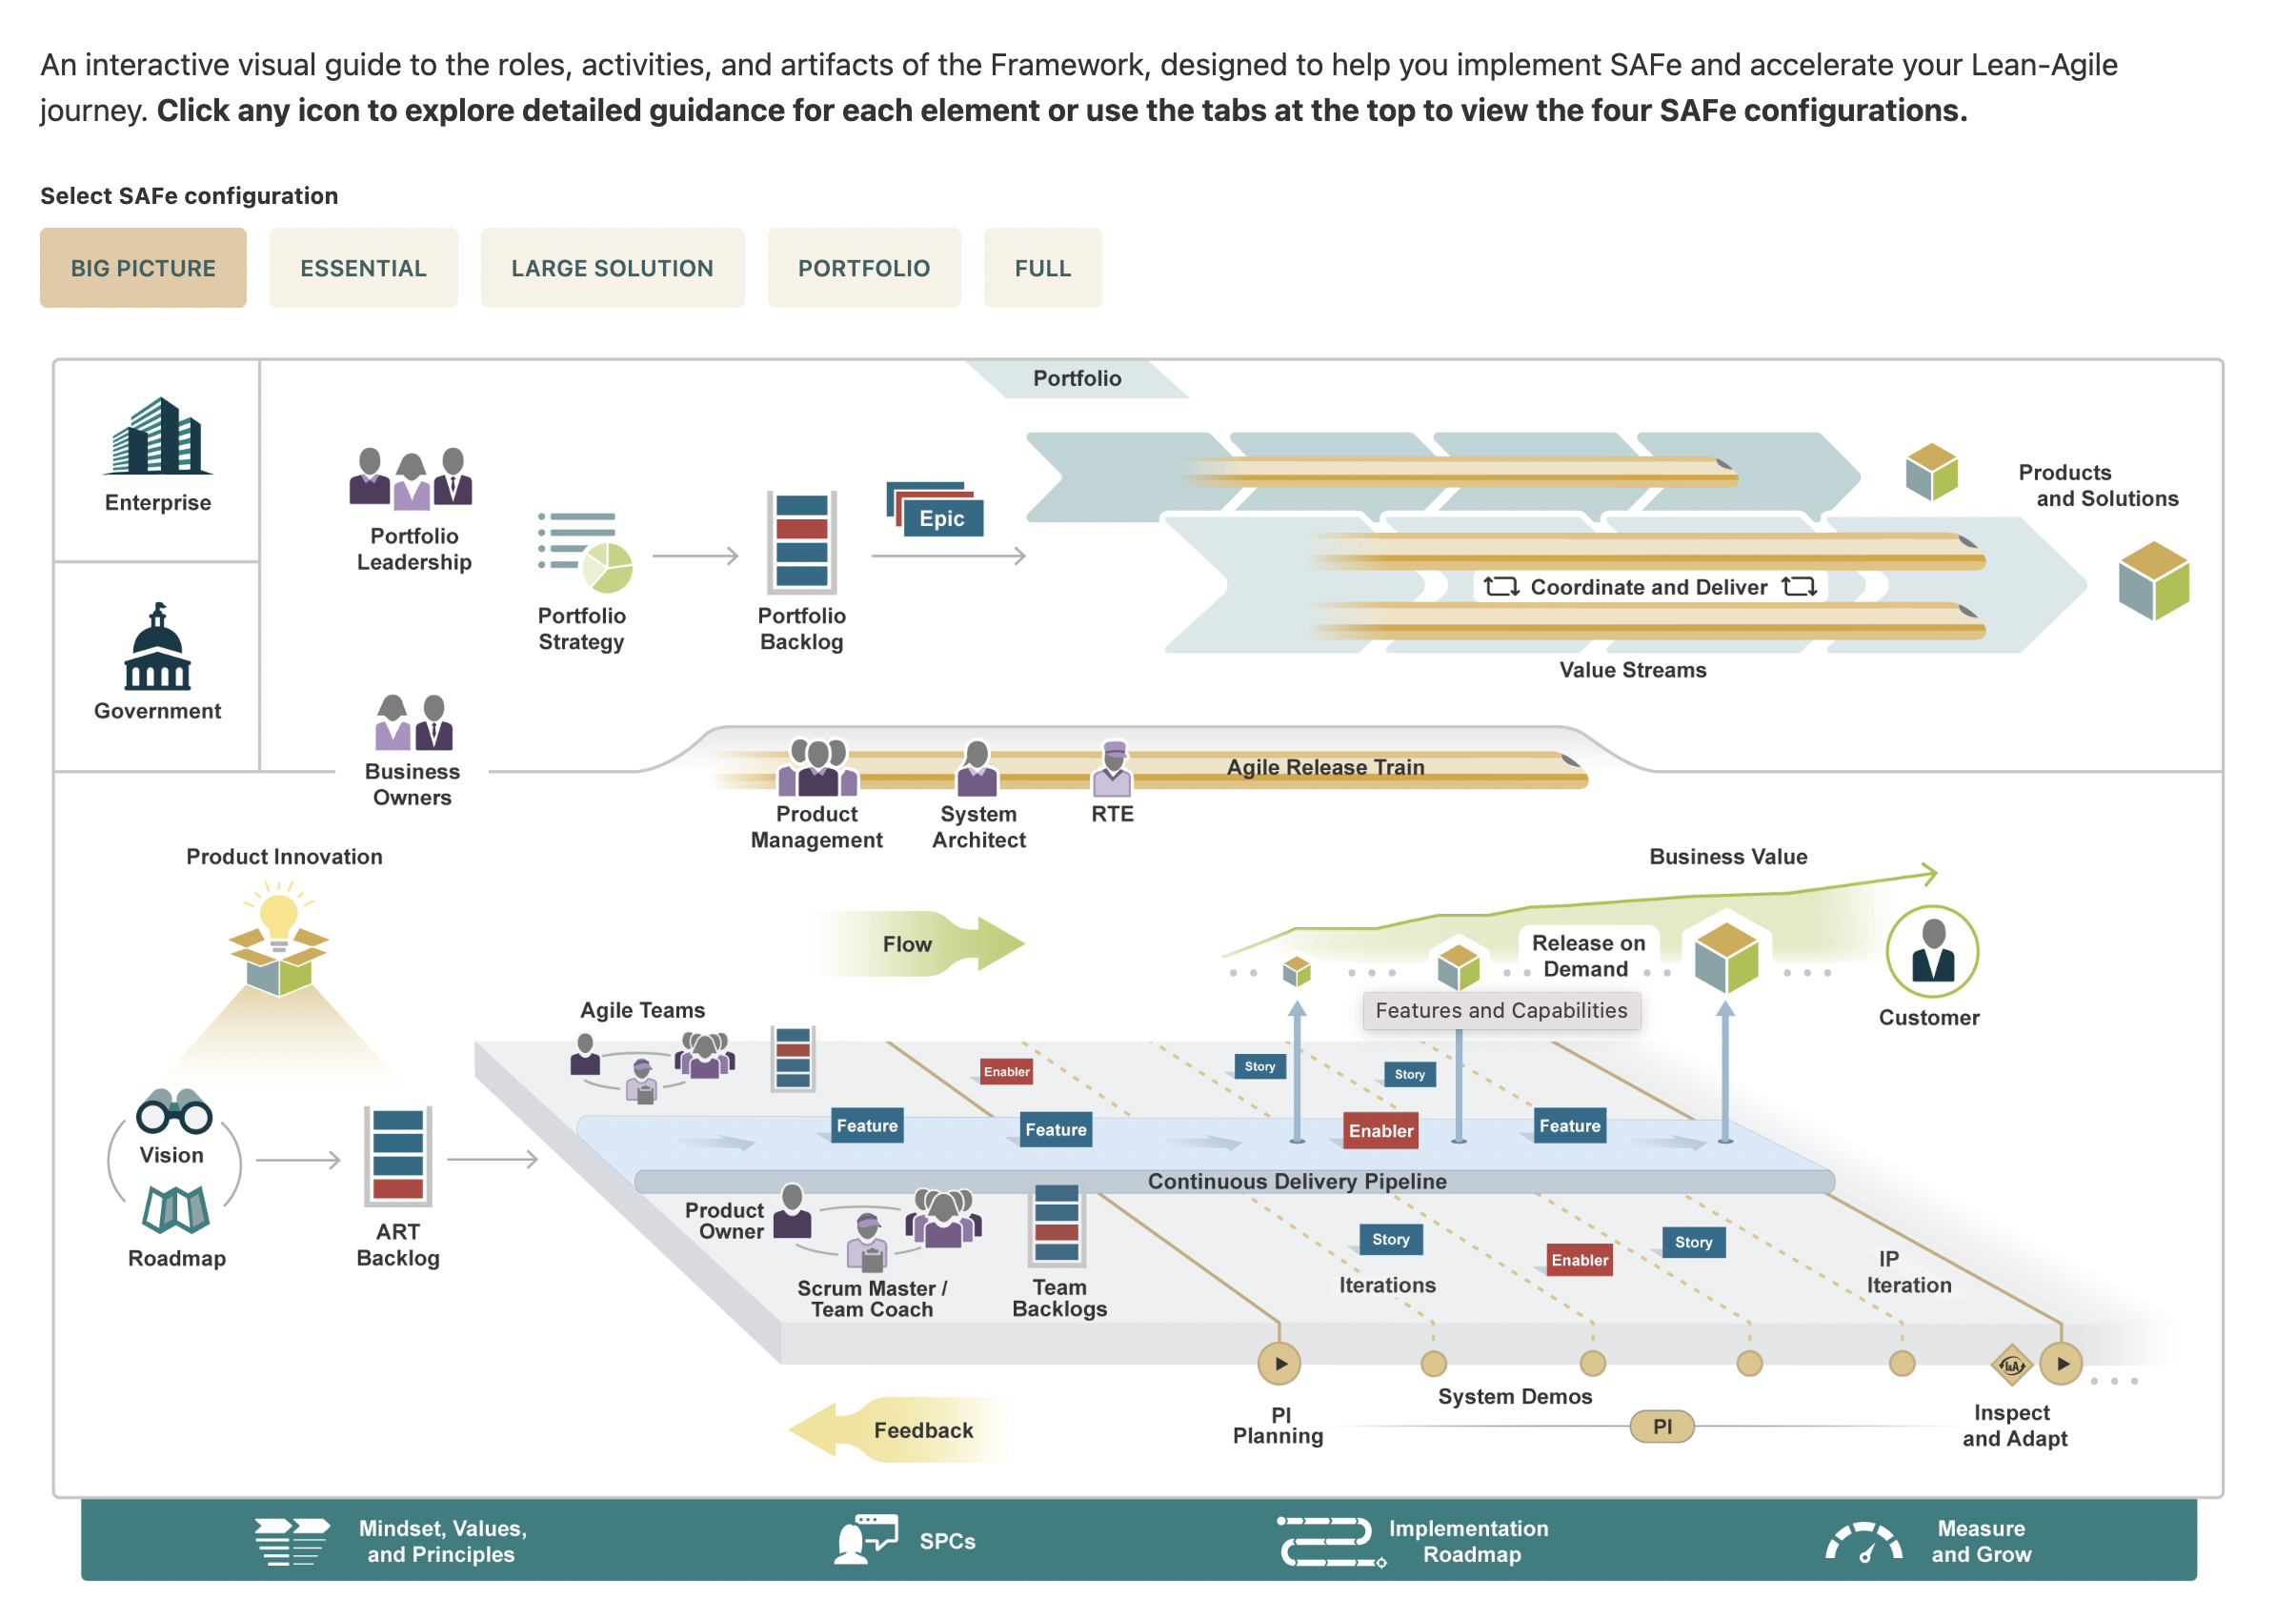 An interactive visual guide to the roles, activities, and artifacts of the Framework, designed to help you implement SAFe and accelerate your Lean-Agile
journey. Click any icon to explore detailed guidance for each element or use the tabs at the top to view the four SAFe configurations.
Select SAFe configuration
BIG PICTURE
ESSENTIAL
LARGE SOLUTION
PORTFOLIO
FULL
Portfolio
Enterprise
Government
Portfolio
Leadership
Portfolio
Strategy
Portfolio
Backlog
Epic
Products
and Solutions
Coordinate and Deliver
Value Streams
Business
Owners
Agile Release Train
Product
Management
System
Architect
RTE
Product Innovation
Business Value
Flow
Release on
Demand
Features and Capabilities
Customer
Agile Teams
Enabler
Story
Story
Feature
Feature
Enabler
Feature
Vision
Roadmap
ART
Backlog
Continuous Delivery Pipeline
Product
Owner
Scrum Master /
Team Coach
Team
Backlogs
Story
Iterations
Enabler
Story
IP
Iteration
I&A
System Demos
PI
Planning
PI
Inspect
and Adapt
Feedback
Mindset, Values,
and Principles
SPCs
Implementation
Roadmap
Measure
and Grow